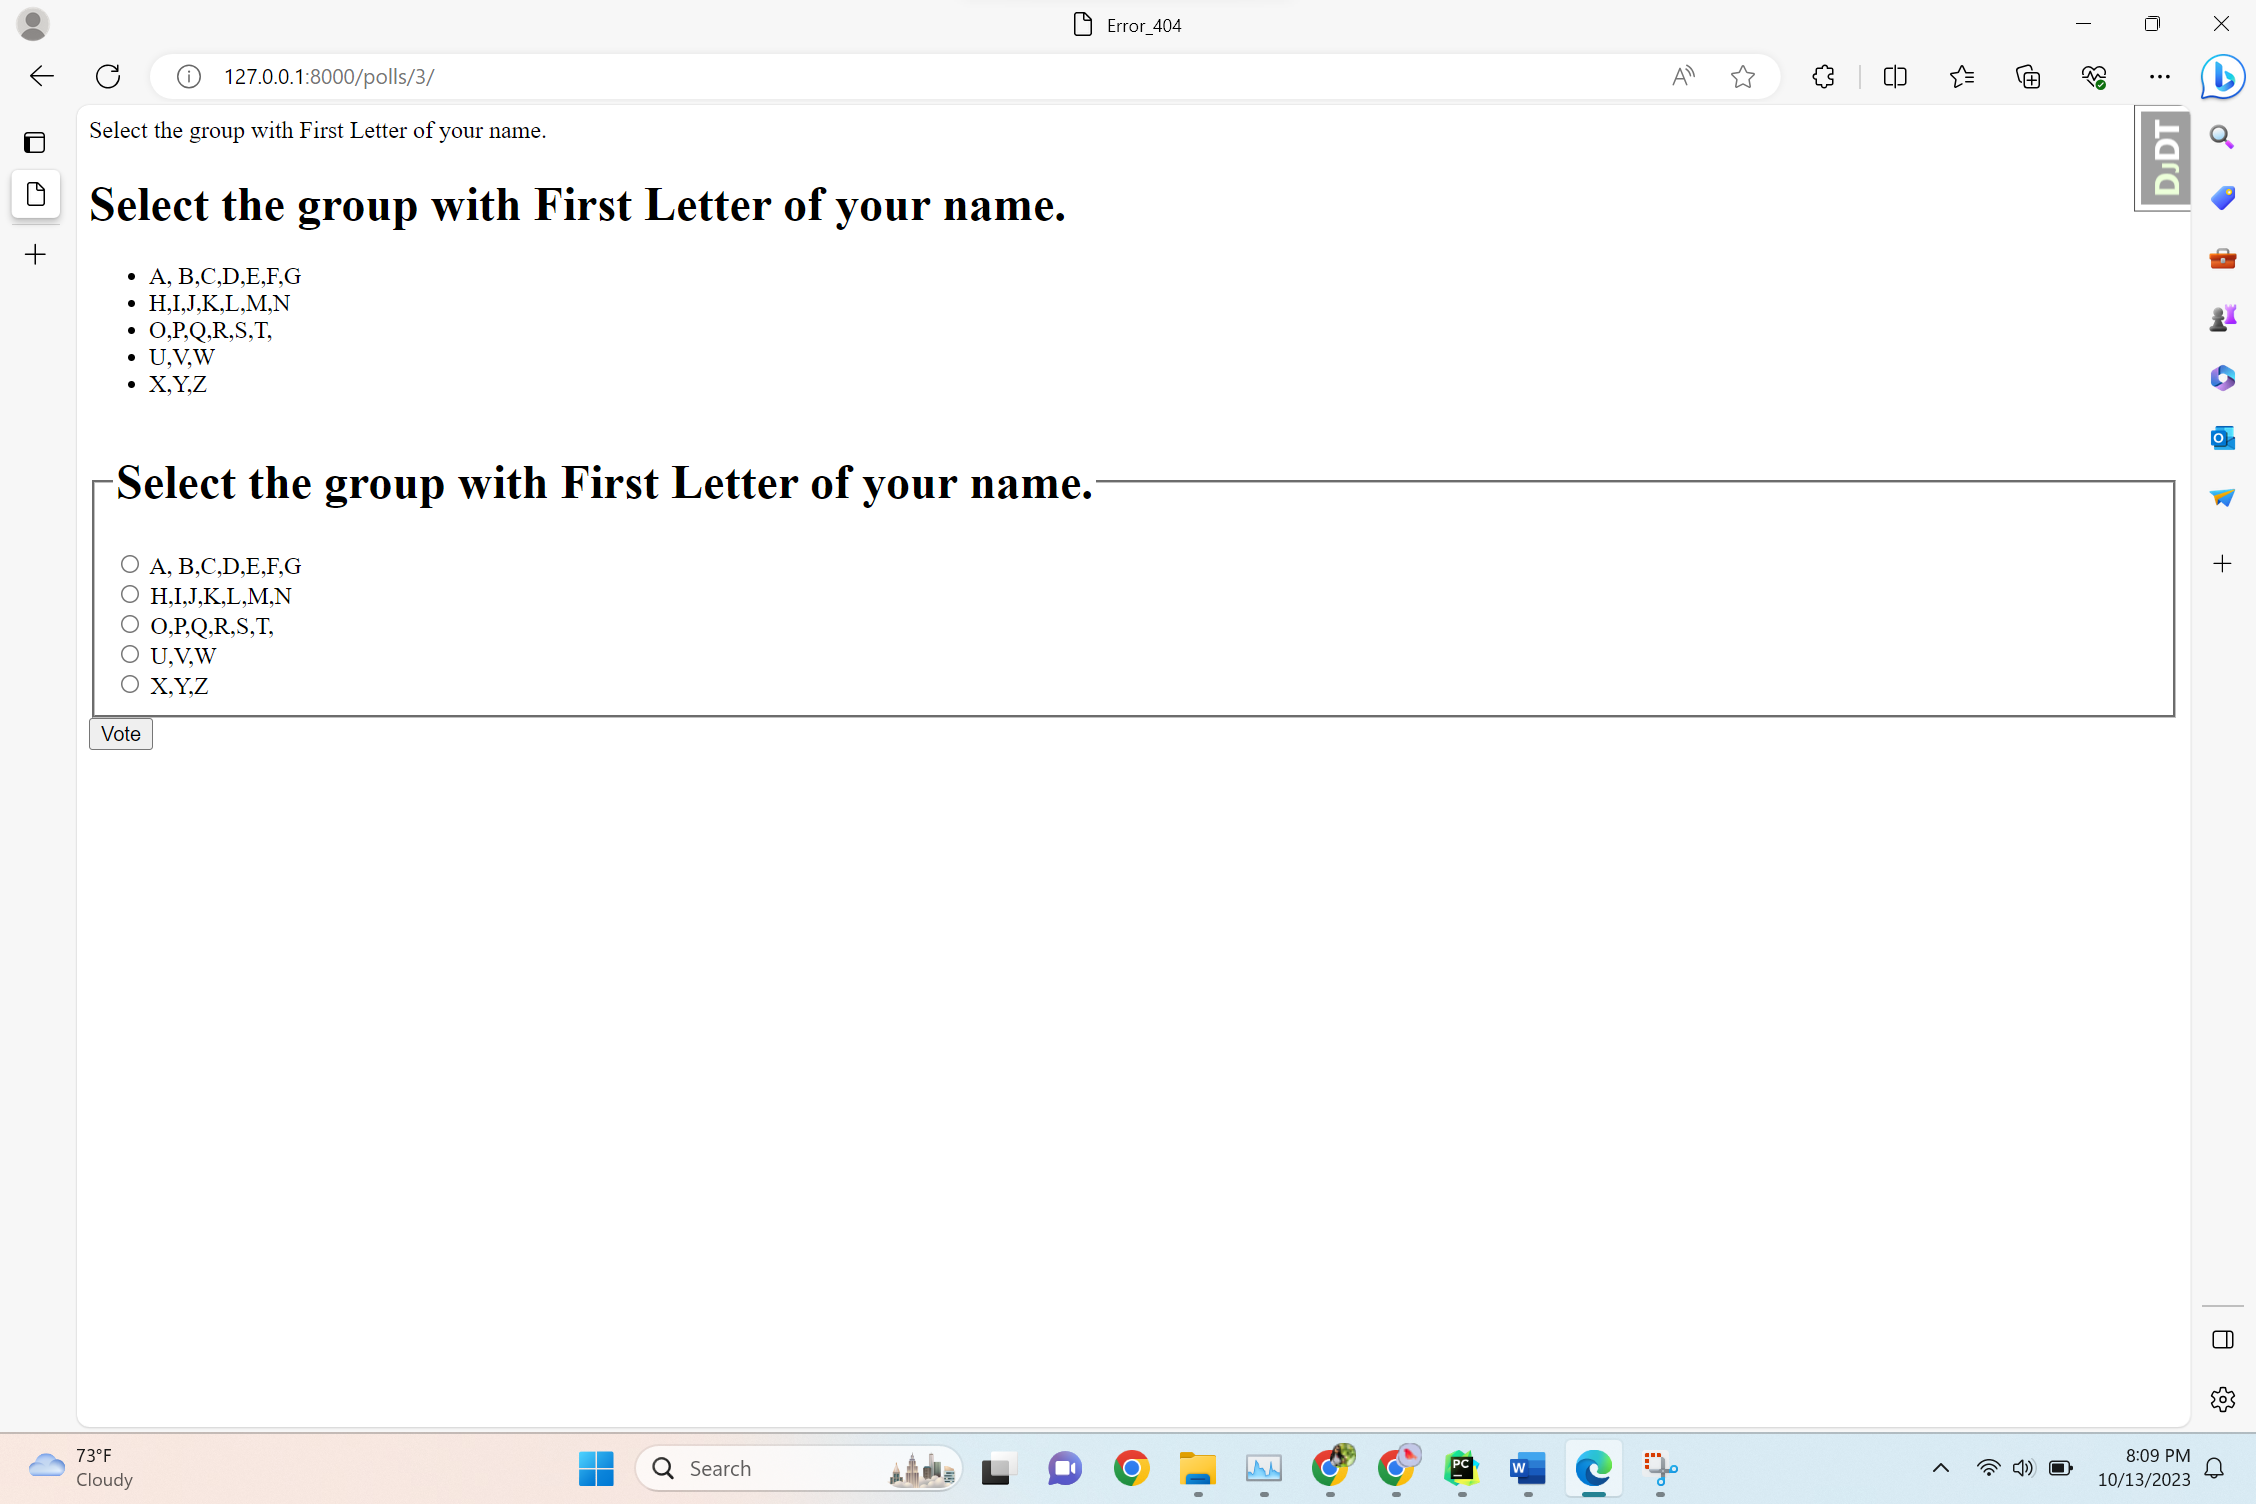 Error_404
127.0.0.1:8000/polls/3/
Select the group with First Letter of your name.
DJDT
Select the group with First Letter of your name.
A, B,C,D,E,F,G
H,I,J,K,L,M,N
O,P,Q,R,S,T,
U,V,W
X,Y,Z
Select the group with First Letter of your name.
A, B,C,D,E,F,G
H,I,J,K,L,M,N
O,P,Q,R,S,T,
U,V,W
X,Y,Z
Vote
73°F
Cloudy
Search
PC
W
8:09 PM
10/13/2023